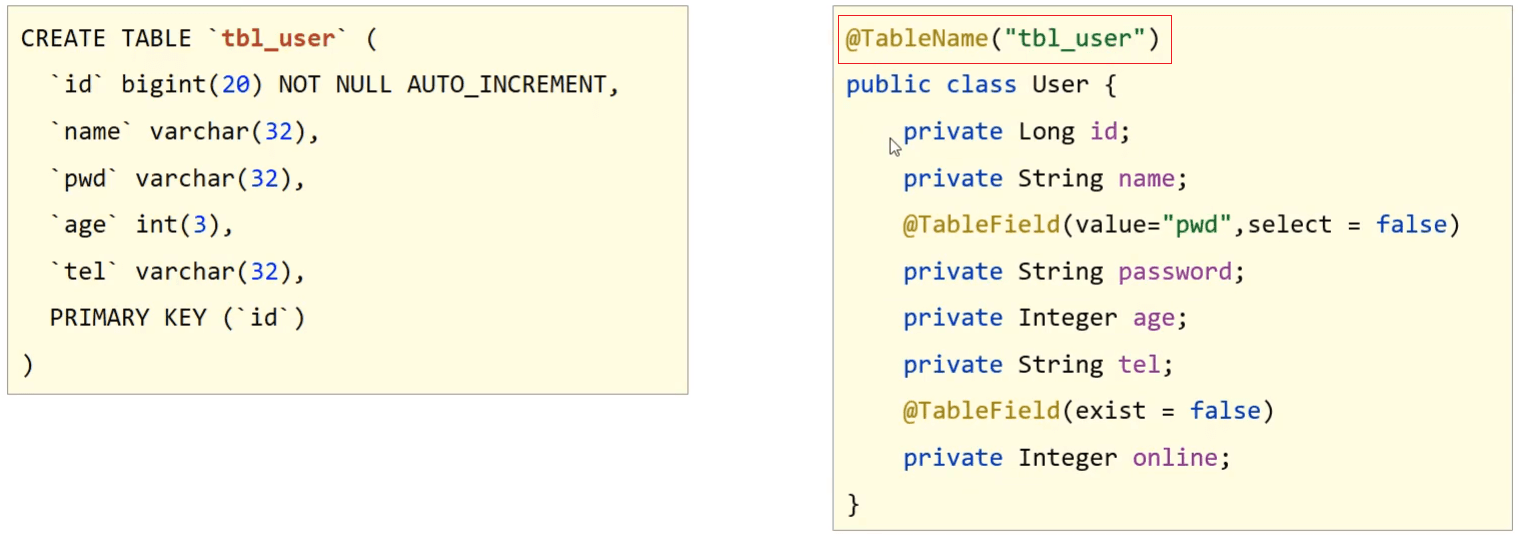 CREATE TABLE `tbl_user` (
`id` bigint(20) NOT NULL AUTO_INCREMENT,
`name` varchar(32),
`pwd` varchar(32),
`age` int(3),
`tel` varchar(32),
PRIMARY KEY (`id`)
)
@TableName("tbl_user")
public class User {
private Long id;
private String name;
@TableField(value="pwd",select = false)
private String password;
private Integer age;
private String tel;
@TableField(exist = false)
private Integer online;
}